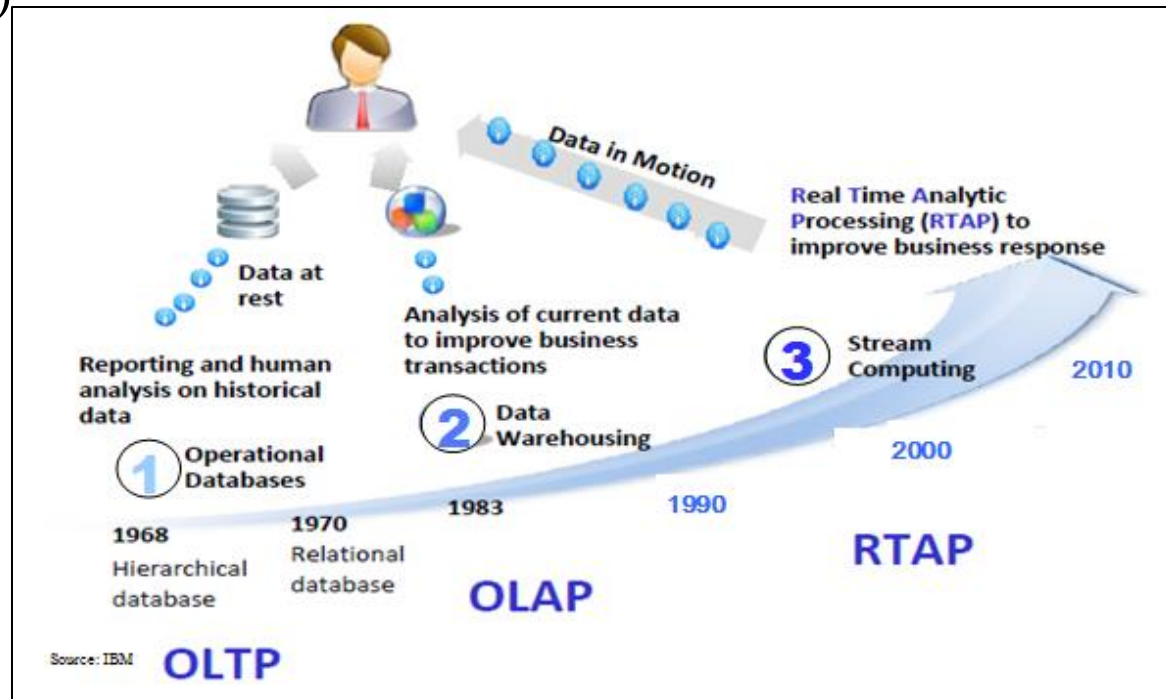 )
Data in Motion
Real Time Analytic
Processing (RTAP) to
improve business response
Data at
rest
Analysis of current data
to improve business
transactions
Reporting and human
analysis on historical
data
3
Stream
Computing
2010
2
Data
Warehousing
1
Operational
Databases
2000
1990
1983
1968
Hierarchical
database
1970
Relational
database
OLAP
RTAP
Source: IBM
OLTP